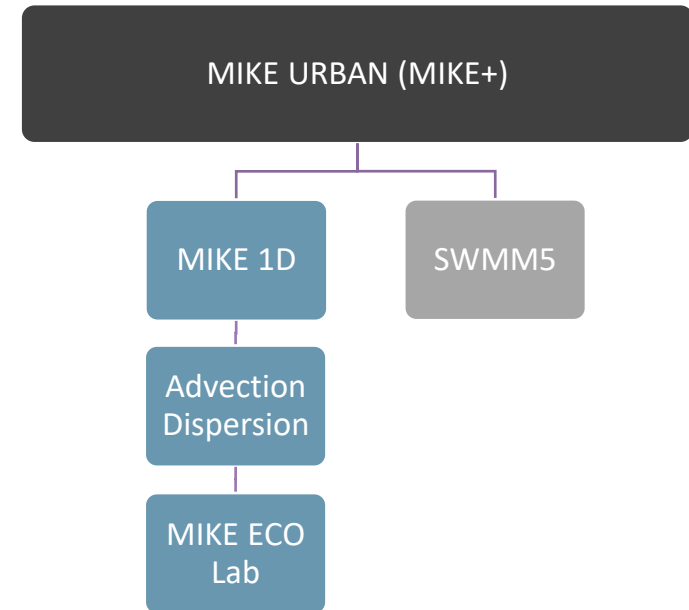 MIKE URBAN (MIKE+)
MIKE 1D
SWMM5
Advection
Dispersion
MIKE ECO
Lab